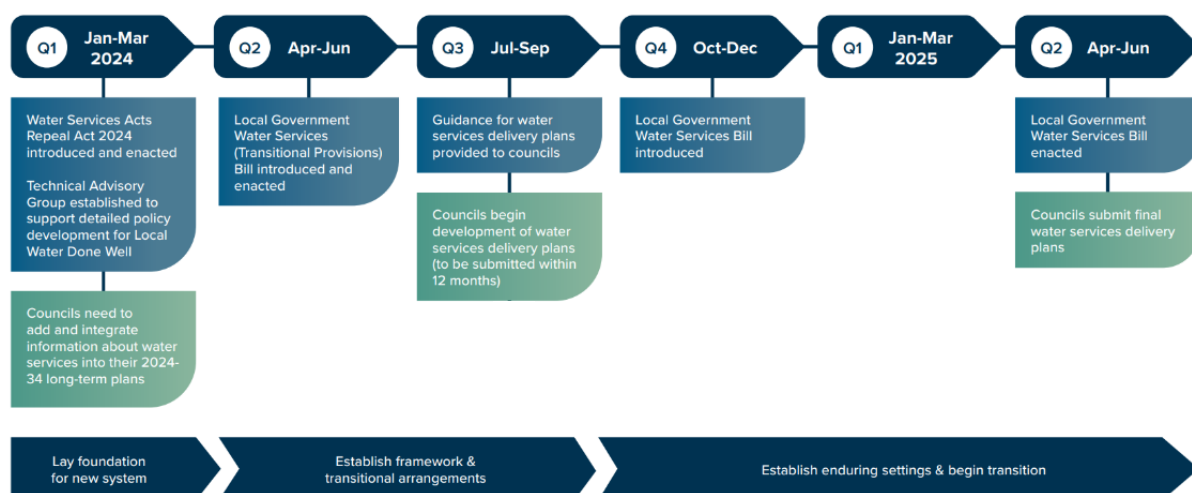 Q1
Jan-Mar
2024
Q2
Apr-Jun
Q3
Jul-Sep
Q4
Oct-Dec
Q1
Jan-Mar
2025
Q2
Apr-Jun
Water Services Acts
Repeal Act 2024
introduced and enacted
Technical Advisory
Group established to
support detailed policy
development for Local
Water Done Well
Councils need to
add and integrate
information about water
services into their 2024-
34 long-term plans
Local Government
Water Services
(Transitional Provisions)
Bill introduced and
enacted
Guidance for water
services delivery plans
provided to councils
Councils begin
development of water
services delivery plans
(to be submitted within
12 months)
Local Government
Water Services Bill
introduced
Local Government
Water Services Bill
enacted
Councils submit final
water services delivery
plans
Lay foundation
for new system
Establish framework &
transitional arrangements
Establish enduring settings & begin transition